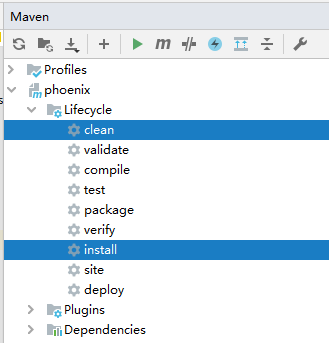 Maven
Profiles
phoenix
Lifecycle
clean
validate
compile
test
package
verify
install
site
deploy
Plugins
Dependencies